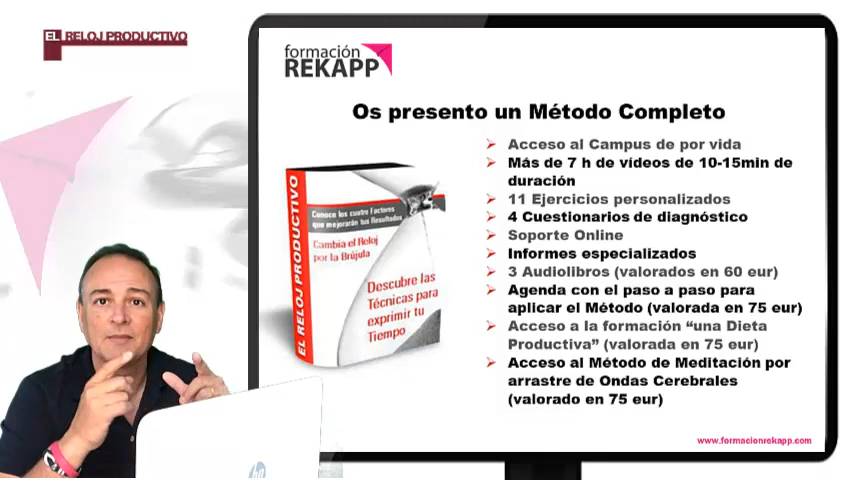 EL RELOJ PRODUCTIVO
formación
REKAPP
Os presento un Método Completo
Acceso al Campus de por vida
Más de 7 h de vídeos de 10-15min de
duración
11 Ejercicios personalizados
4 Cuestionarios de diagnóstico
Soporte Online
Informes especializados
3 Audiolibros (valorados en 60 eur)
Agenda con el paso a paso para
aplicar el Método (valorada en 75 eur)
Acceso a la formación “una Dieta
Productiva” (valorada en 75 eur)
Acceso al Método de Meditación por
arrastre de Ondas Cerebrales
(valorado en 75 eur)
EL RELOJ PRODUCTIVO
Conoce los cuatro Factores
que mejorarán tus Resultados
Cambia el Reloj
por la Brújula
Descubre las
Técnicas para
exprimir tu
Tiempo
www.formacionrekapp.com
hp